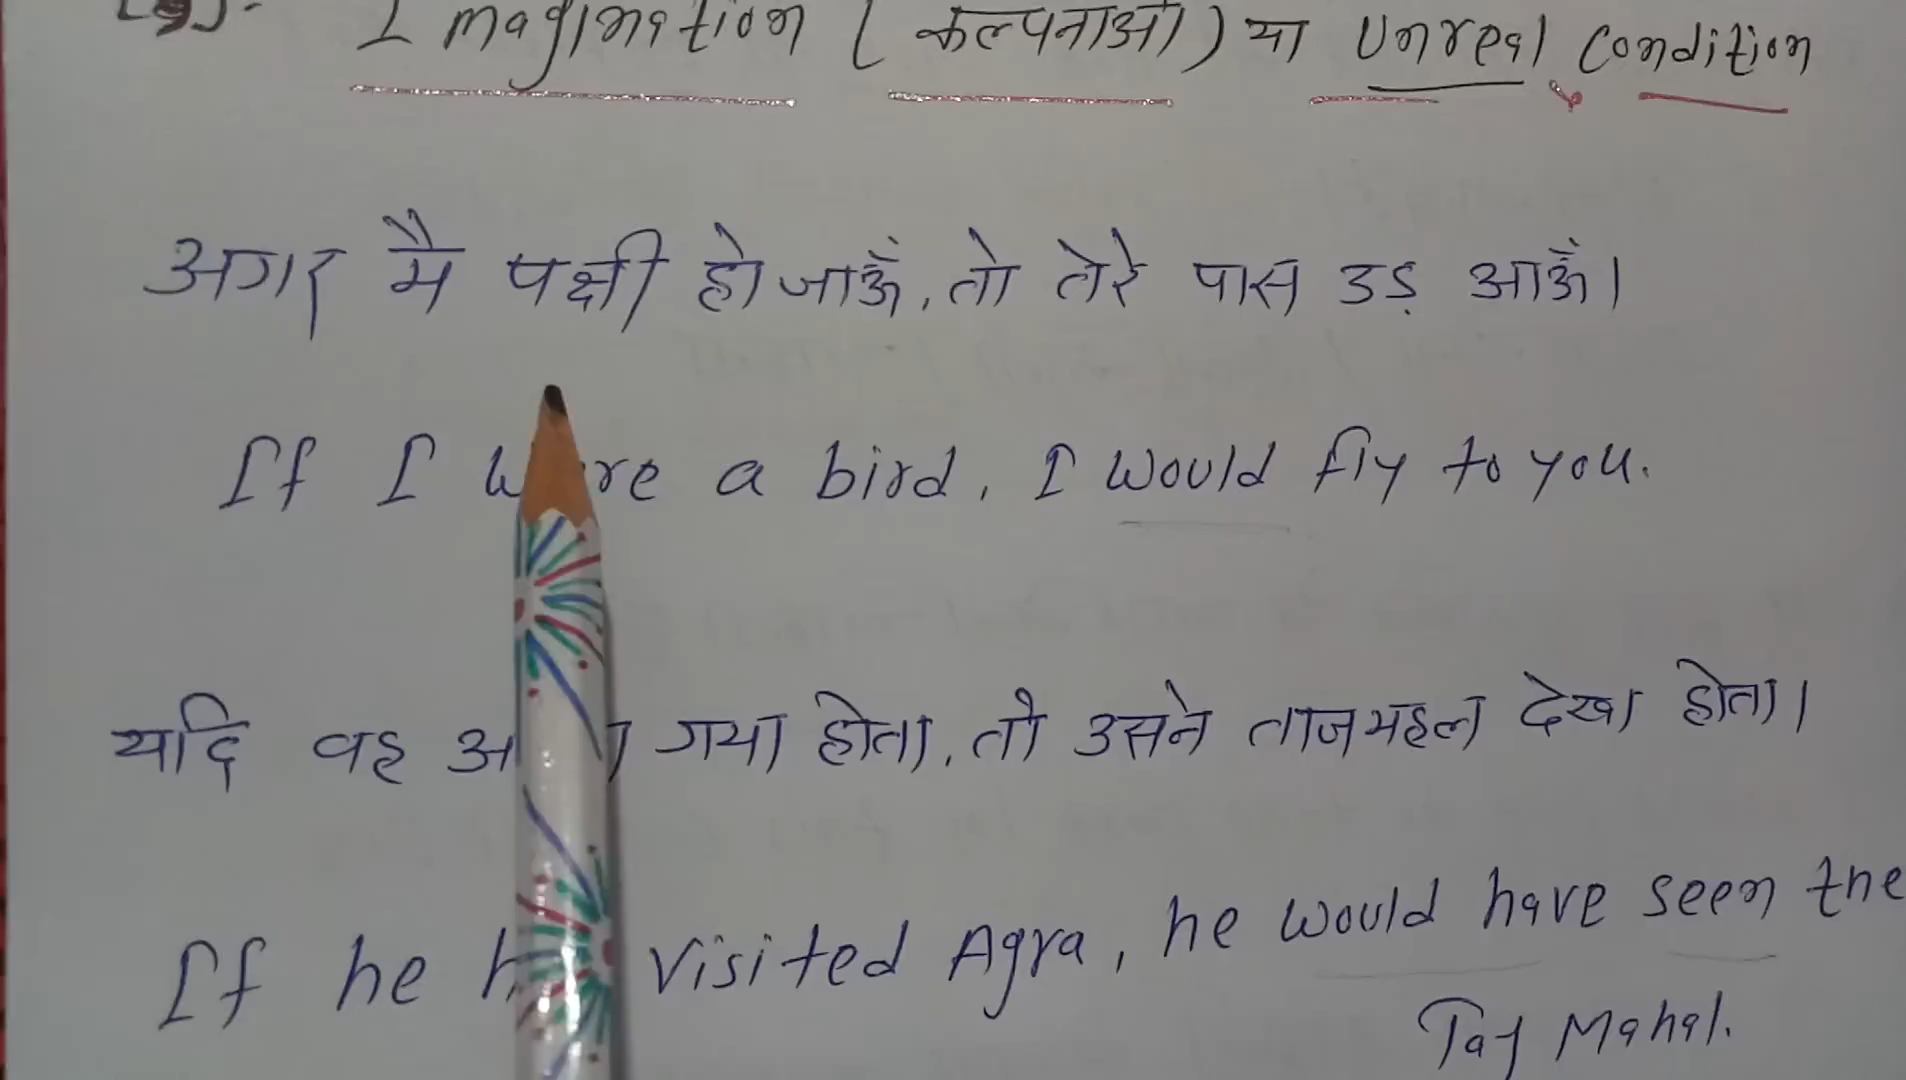 Imagination (कल्पनाओं) या Unreal Condition
अगर मै पक्षी हो जाऊँ, तो तेरे पास उड़ आऊँ।
If I were a bird, I would fly to you.
यदि वह गया होता, तो उसने ताजमहल देखा होता।
If he visited Agra, he would have seen the
Taj Mahal.